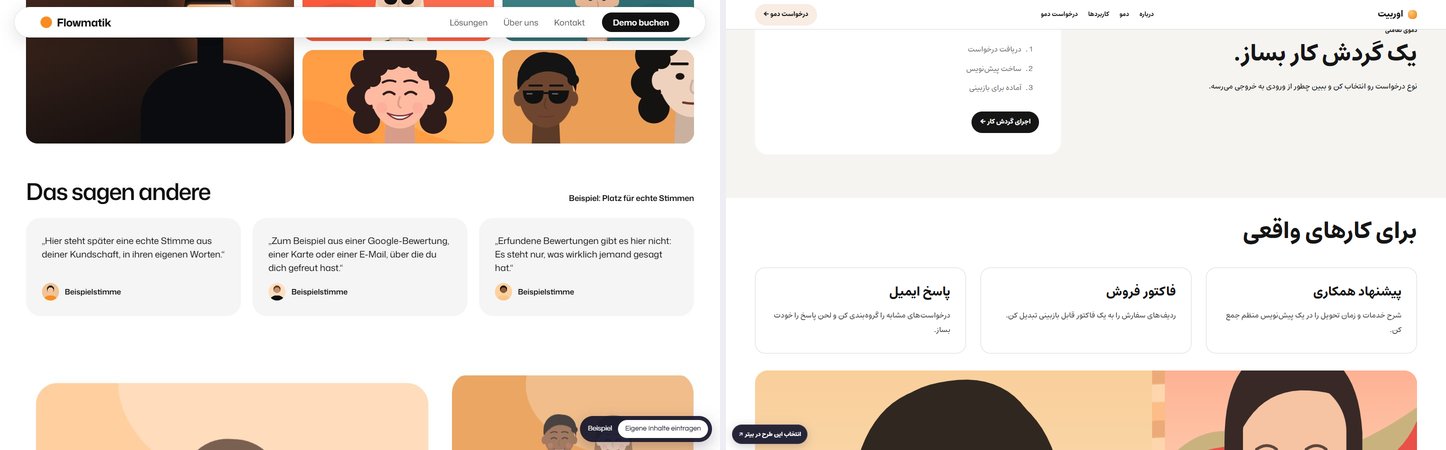 Flowmatik
Lösungen Über uns Kontakt Demo buchen
Das sagen andere
Beispiel: Platz für echte Stimmen
„Hier steht später eine echte Stimme aus
deiner Kundschaft, in ihren eigenen Worten.“
Beispielstimme
„Zum Beispiel aus einer Google-Bewertung,
einer Karte oder einer E-Mail, über die du
dich gefreut hast.“
Beispielstimme
„Erfundene Bewertungen gibt es hier nicht:
Es steht nur, was wirklich jemand gesagt
hat.“
Beispielstimme
Beispiel Eigene Inhalte eintragen
اوربیت
درباره دمو کاربردها درخواست دمو
درخواست دمو ←
دموی تعاملی
یک گردش کار بساز.
نوع درخواست رو انتخاب کن و ببین چطور از ورودی به خروجی می‌رسه.
1. دریافت درخواست
2. ساخت پیش‌نویس
3. آماده برای بازبینی
اجرای گردش کار ←
برای کارهای واقعی
پیشنهاد همکاری
شرح خدمات و زمان تحویل را در یک پیش‌نویس منظم جمع
کن.
فاکتور فروش
ردیف‌های سفارش را به یک فاکتور قابل بازبینی تبدیل کن.
پاسخ ایمیل
درخواست‌های مشابه را گروه‌بندی کن و لحن پاسخ را خودت
بساز.
انتخاب این طرح در بیتر ↗